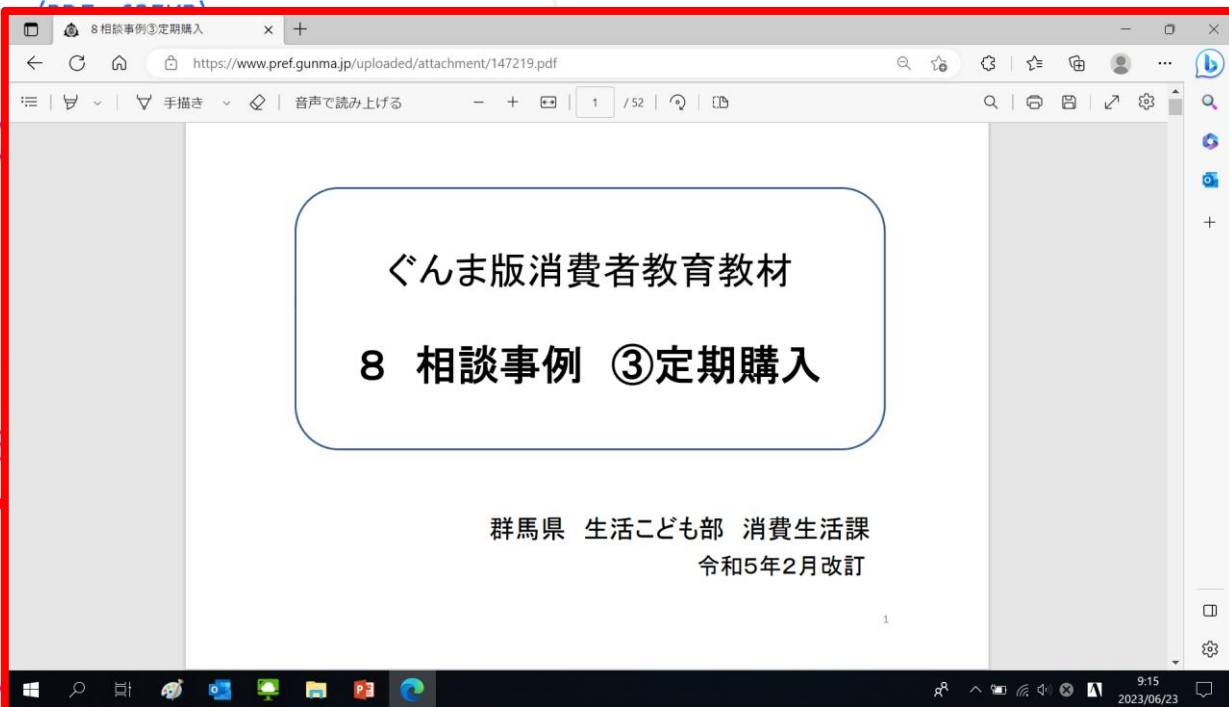 ８相談事例③定期購入
https://www.pref.gunma.jp/uploaded/attachment/147219.pdf
手描き
音声で読み上げる
1
/ 52
ぐんま版消費者教育教材
８　相談事例　③定期購入
群馬県　生活こども部　消費生活課
令和5年2月改訂
1
9:15
2023/06/23